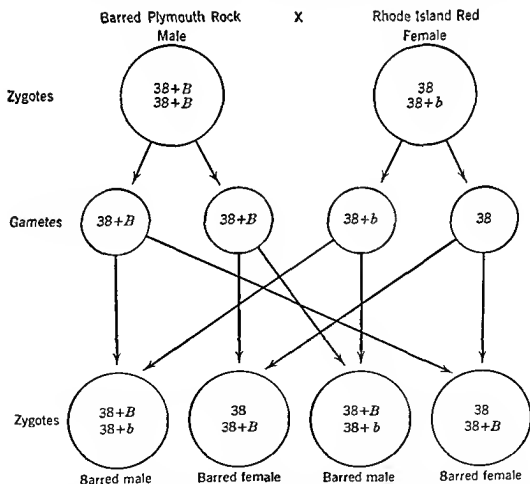 Barred Plymouth Rock X Rhode Island Red
Male Female
Zygotes
38+B 38
38+B 38+b
Gametes 38+B 38+B 38+b 38
Zygotes
38+B 38 38+B 38
38+b 38+B 38+b 38+B
Barred male Barred female Barred male Barred female